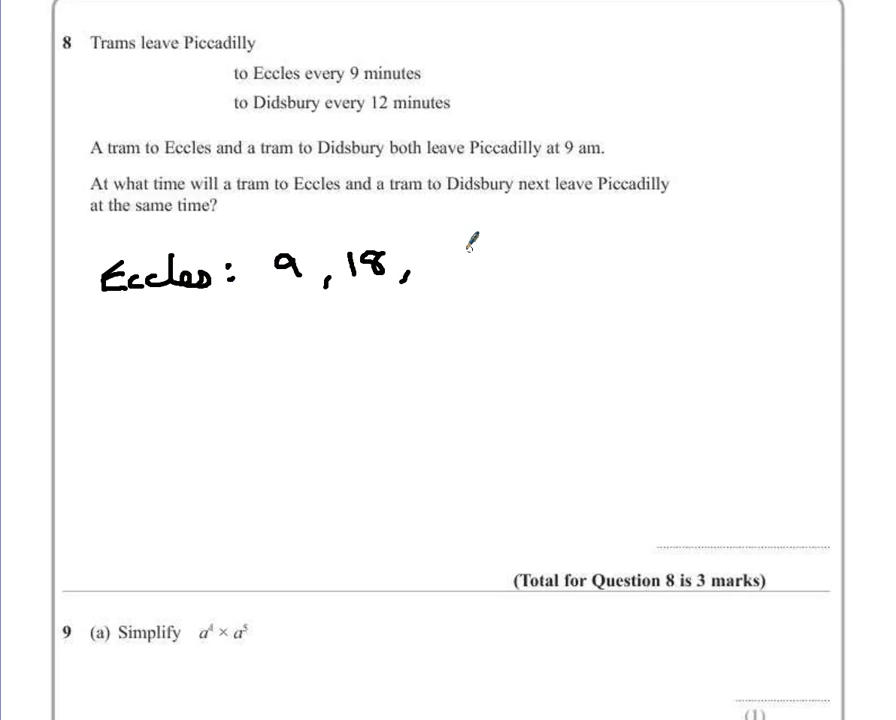 8 Trams leave Piccadilly
to Eccles every 9 minutes
to Didsbury every 12 minutes
A tram to Eccles and a tram to Didsbury both leave Piccadilly at 9 am.
At what time will a tram to Eccles and a tram to Didsbury next leave Piccadilly
at the same time?
Eccles: 9, 18,
(Total for Question 8 is 3 marks)
9 (a) Simplify a⁴ × a⁵
(1)